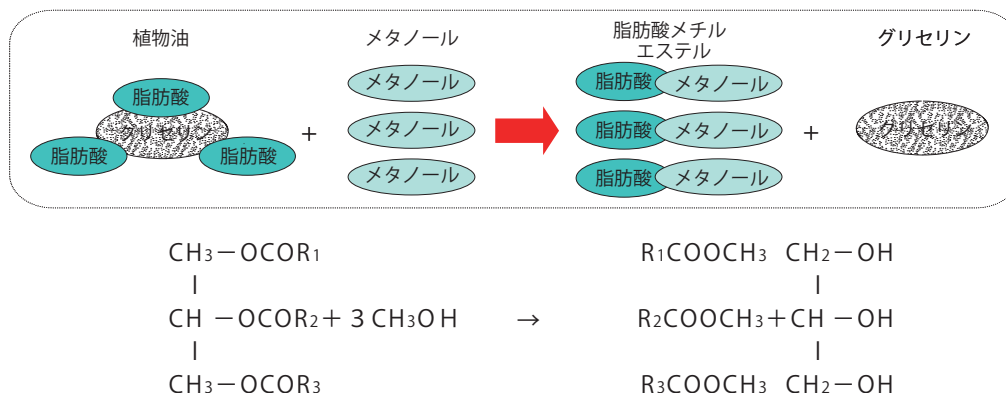 植物油
メタノール
脂肪酸メチル
エステル
グリセリン
脂肪酸
グリセリン
脂肪酸
脂肪酸
+
メタノール
メタノール
メタノール
脂肪酸
メタノール
脂肪酸
メタノール
脂肪酸
メタノール
+
グリセリン
CH3－OCOR1
CH －OCOR2＋ 3 CH3O H
CH3－OCOR3
→
R1COOCH3 CH2－OH
R2COOCH3＋CH －OH
R3COOCH3 CH2－OH